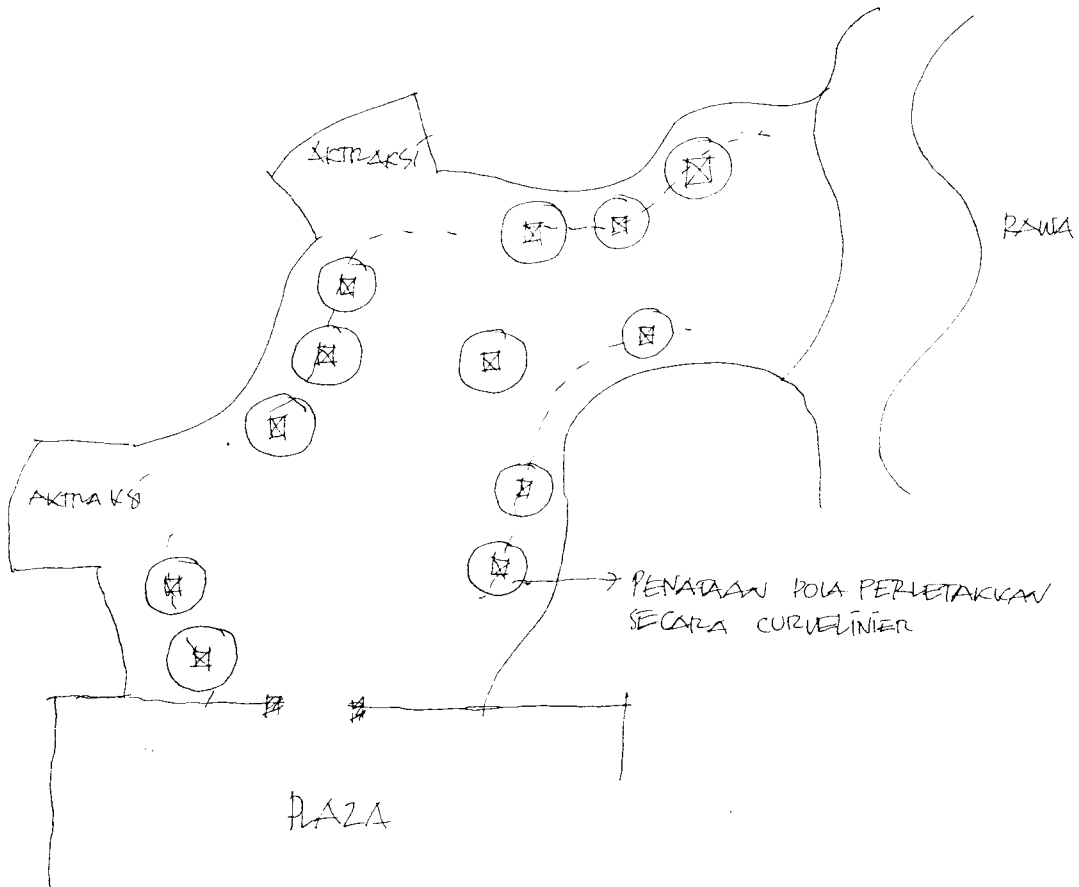 AKTRAKSI
RAWA
AKTRAKSI
PENATAAN POLA PERLETAKKAN
SECARA CURVELINIER
PLAZA